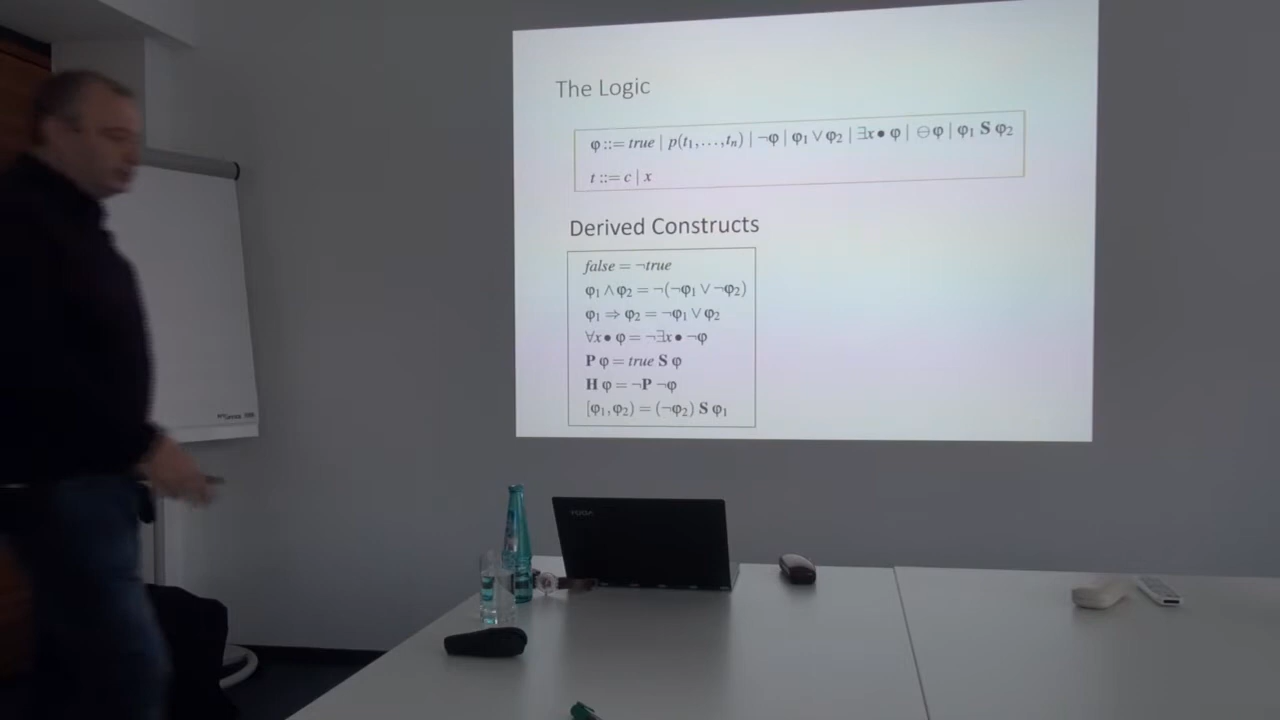 The Logic
φ ::= true | p(t₁,…,tₙ) | ¬φ | φ₁ ∨ φ₂ | ∃x • φ | ⊖φ | φ₁ S φ₂
t ::= c | x
Derived Constructs
false = ¬true
φ₁ ∧ φ₂ = ¬(¬φ₁ ∨ ¬φ₂)
φ₁ ⇒ φ₂ = ¬φ₁ ∨ φ₂
∀x • φ = ¬∃x • ¬φ
P φ = true S φ
H φ = ¬P ¬φ
[φ₁,φ₂) = (¬φ₂) S φ₁
YOGA